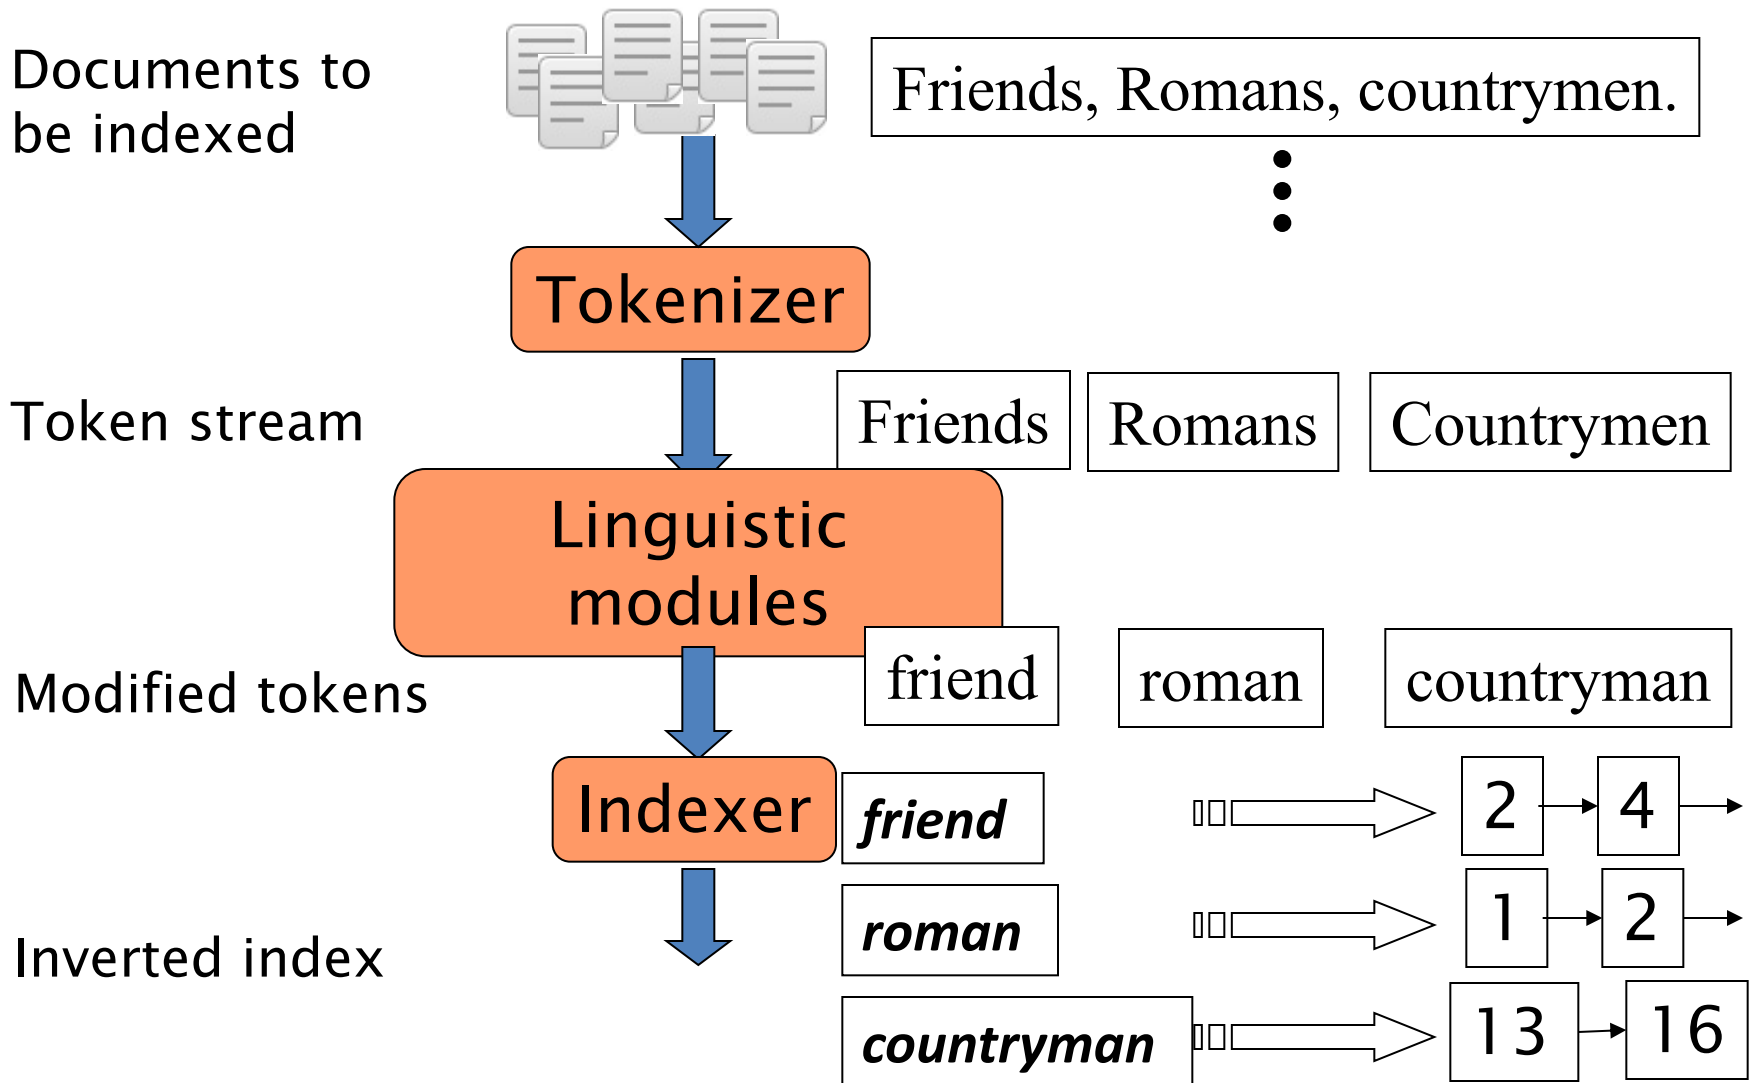 Documents to
be indexed
Friends, Romans, countrymen.
Tokenizer
Token stream
Friends
Romans
Countrymen
Linguistic
modules
Modified tokens
friend
roman
countryman
Indexer
friend
2
4
roman
1
2
Inverted index
countryman
13
16